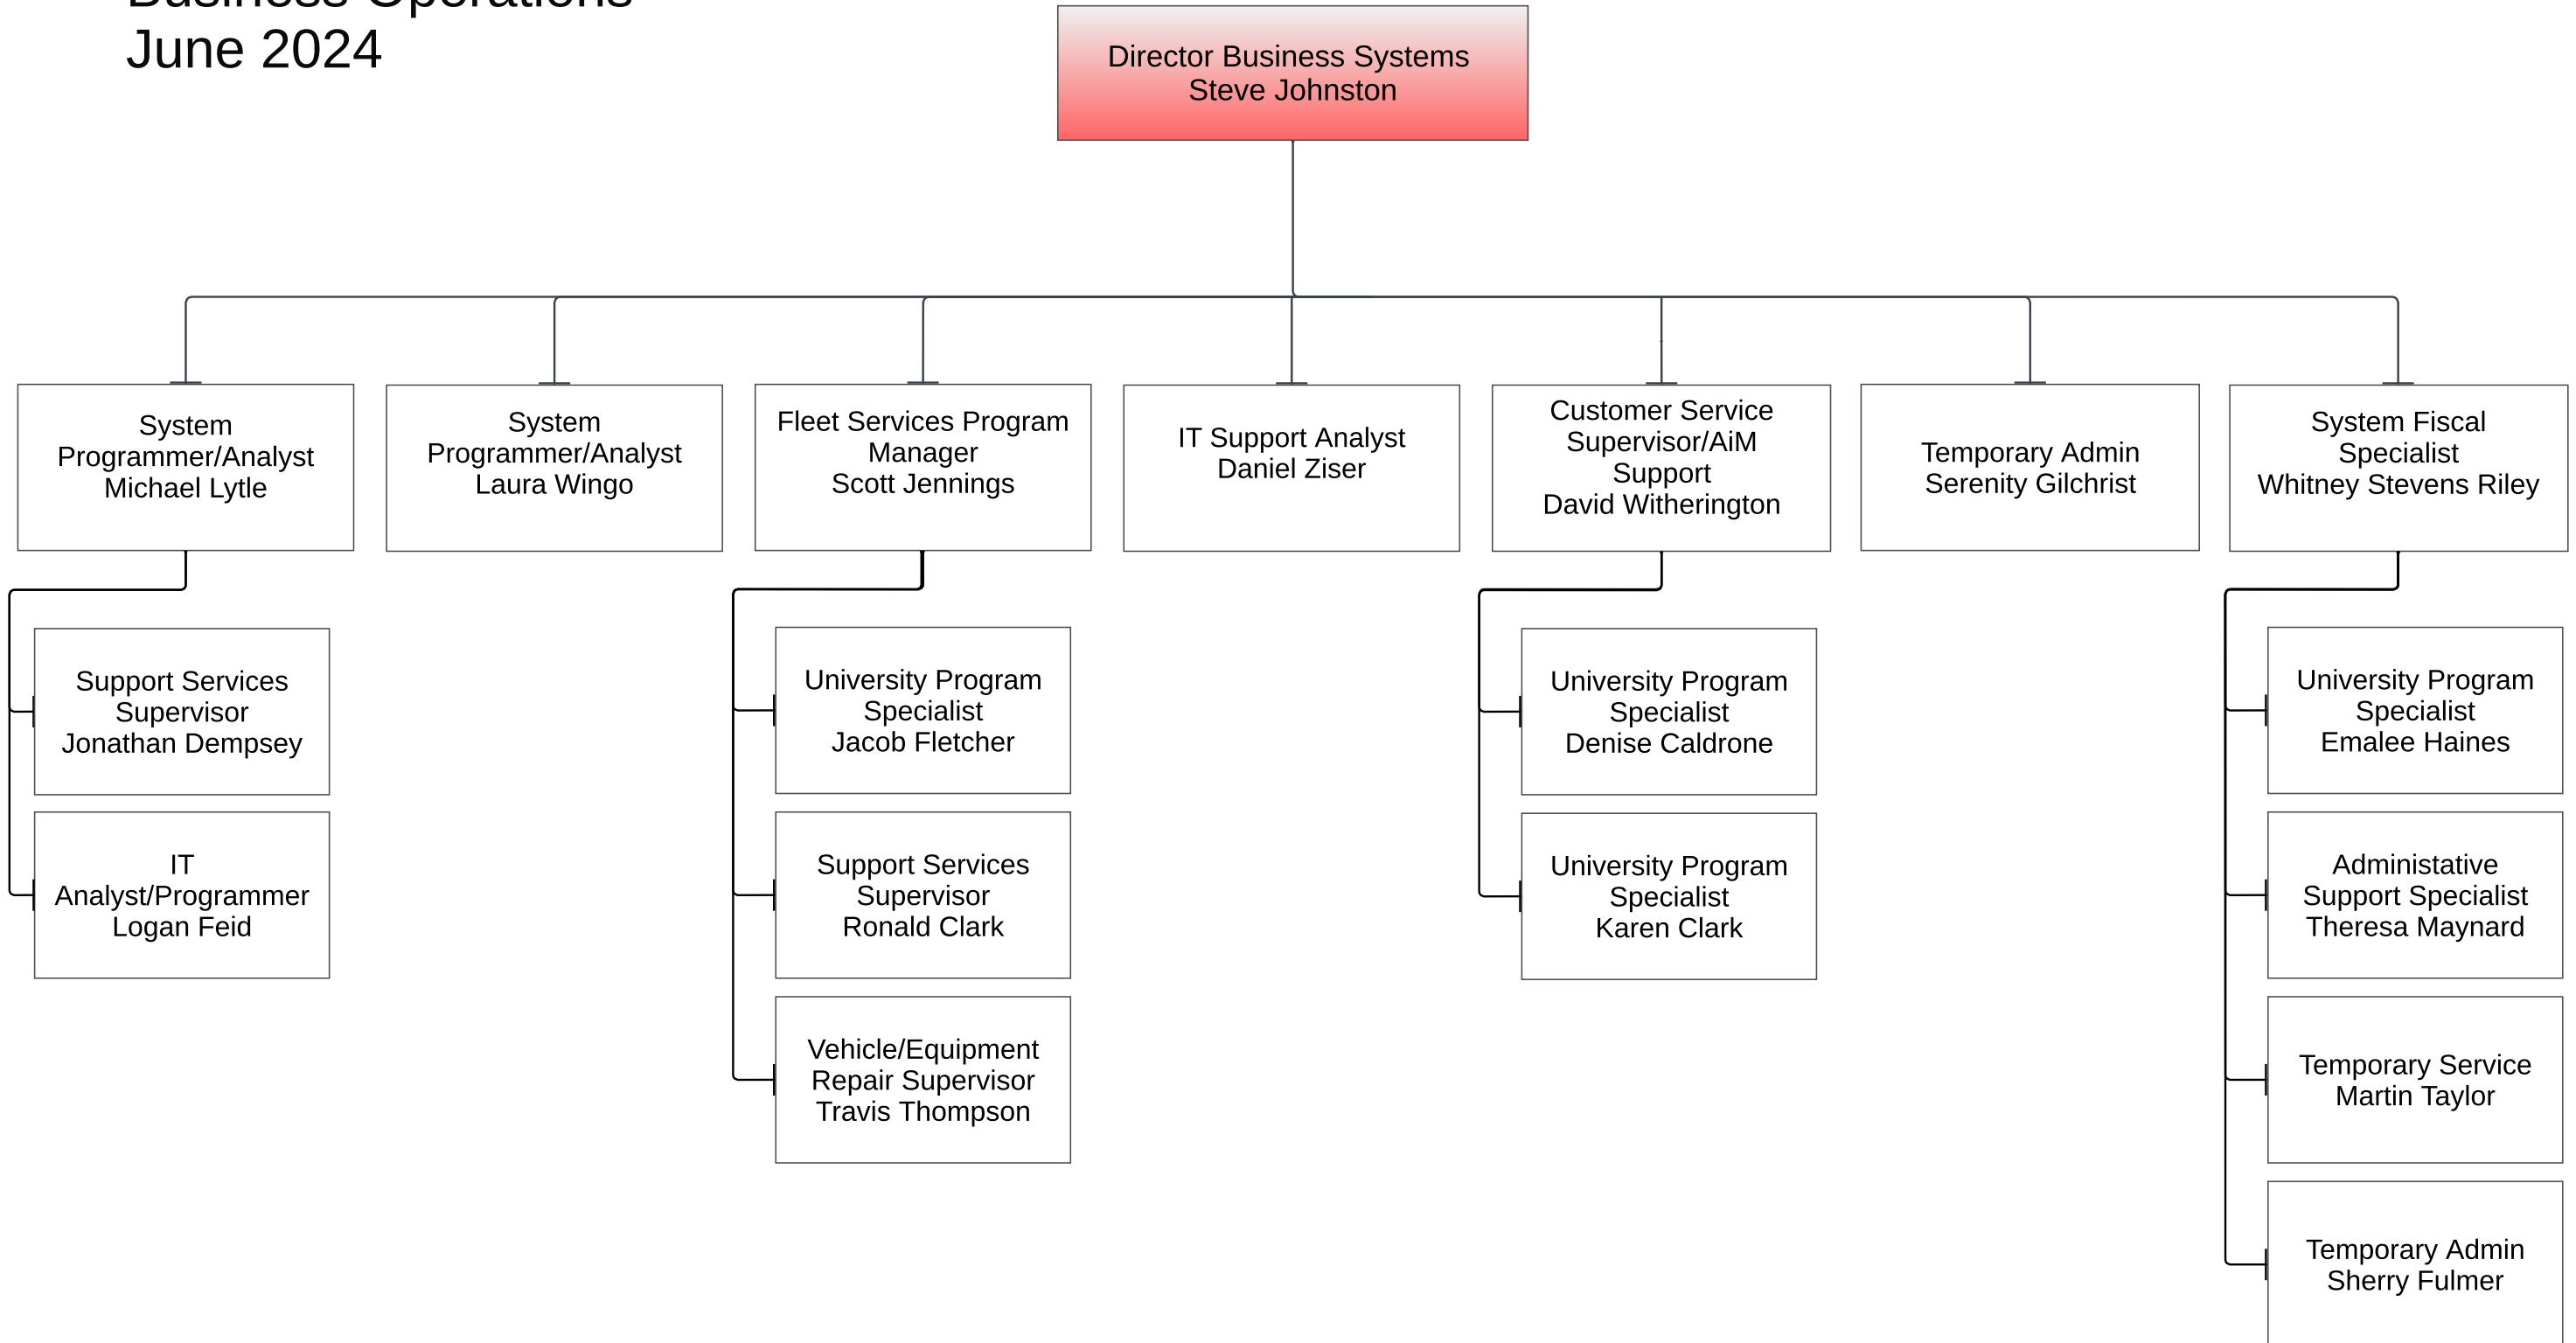 Business Operations
June 2024
Director Business Systems
Steve Johnston
System
Programmer/Analyst
Michael Lytle
System
Programmer/Analyst
Laura Wingo
Fleet Services Program
Manager
Scott Jennings
IT Support Analyst
Daniel Ziser
Customer Service
Supervisor/AiM
Support
David Witherington
Temporary Admin
Serenity Gilchrist
System Fiscal
Specialist
Whitney Stevens Riley
Support Services
Supervisor
Jonathan Dempsey
IT
Analyst/Programmer
Logan Feid
University Program
Specialist
Jacob Fletcher
Support Services
Supervisor
Ronald Clark
Vehicle/Equipment
Repair Supervisor
Travis Thompson
University Program
Specialist
Denise Caldrone
University Program
Specialist
Karen Clark
University Program
Specialist
Emalee Haines
Administative
Support Specialist
Theresa Maynard
Temporary Service
Martin Taylor
Temporary Admin
Sherry Fulmer